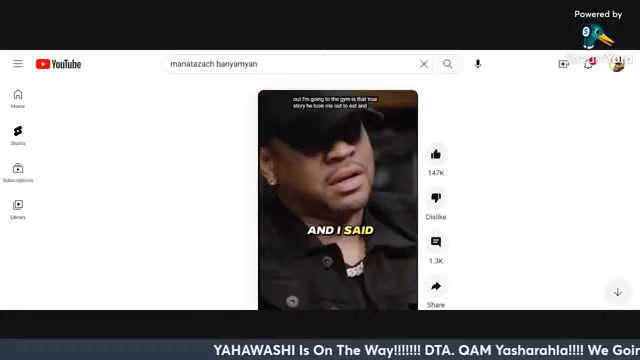 Powered by
YouTube
manatazach banyamyan
Home
Shorts
Subscriptions
Library
out I'm going to the gym is that true
story he took me out to eat and
AND I SAID
147K
Dislike
1.3K
Share
YAHAWASHI Is On The Way!!!!!!! DTA. QAM Yasharahla!!!! We Goin